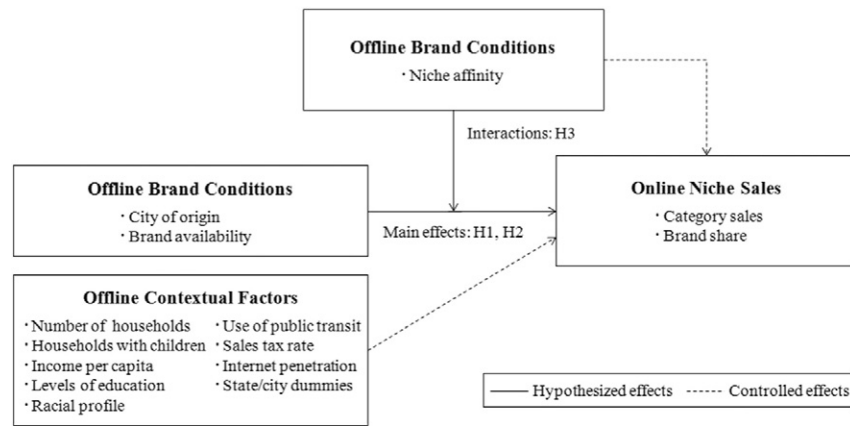 Offline Brand Conditions
· Niche affinity
Interactions: H3
Offline Brand Conditions
· City of origin
· Brand availability
Main effects: H1, H2
Online Niche Sales
· Category sales
· Brand share
Offline Contextual Factors
· Number of households
· Households with children
· Income per capita
· Levels of education
· Racial profile
· Use of public transit
· Sales tax rate
· Internet penetration
· State/city dummies
Hypothesized effects
Controlled effects